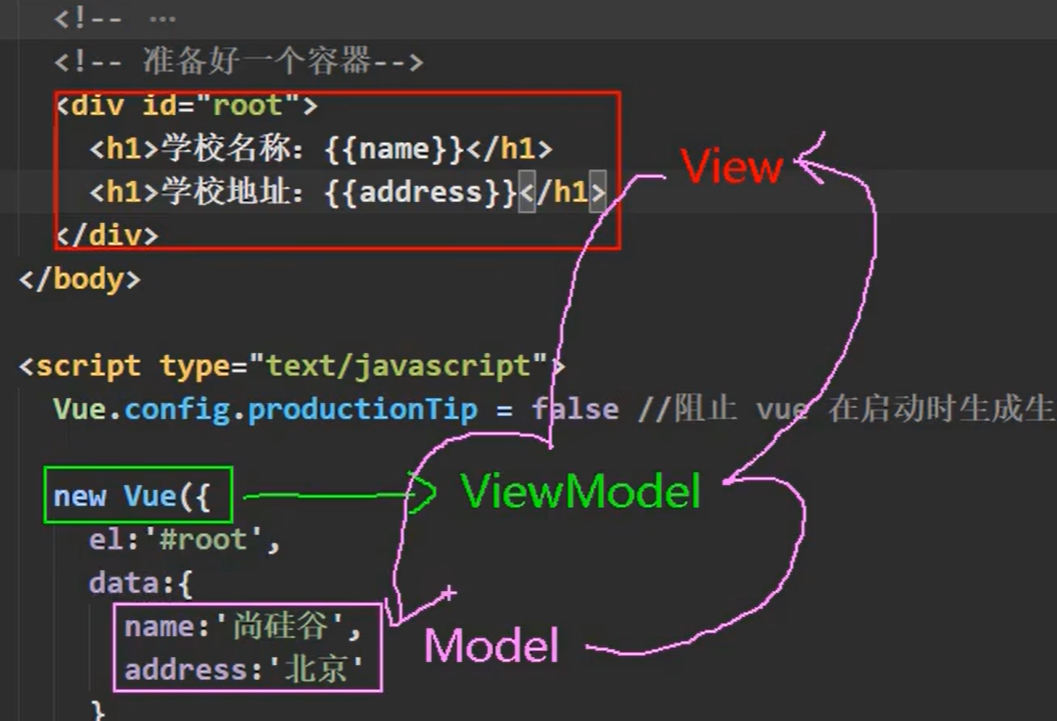 <!-- ···
<!-- 准备好一个容器-->
<div id="root">
<h1>学校名称：{{name}}</h1>
<h1>学校地址：{{address}}</h1>
</div>
View
</body>
<script type="text/javascript">
Vue.config.productionTip = false //阻止 vue 在启动时生成生
new Vue({
ViewModel
el:'#root',
data:{
name:'尚硅谷',
address:'北京'
Model
}